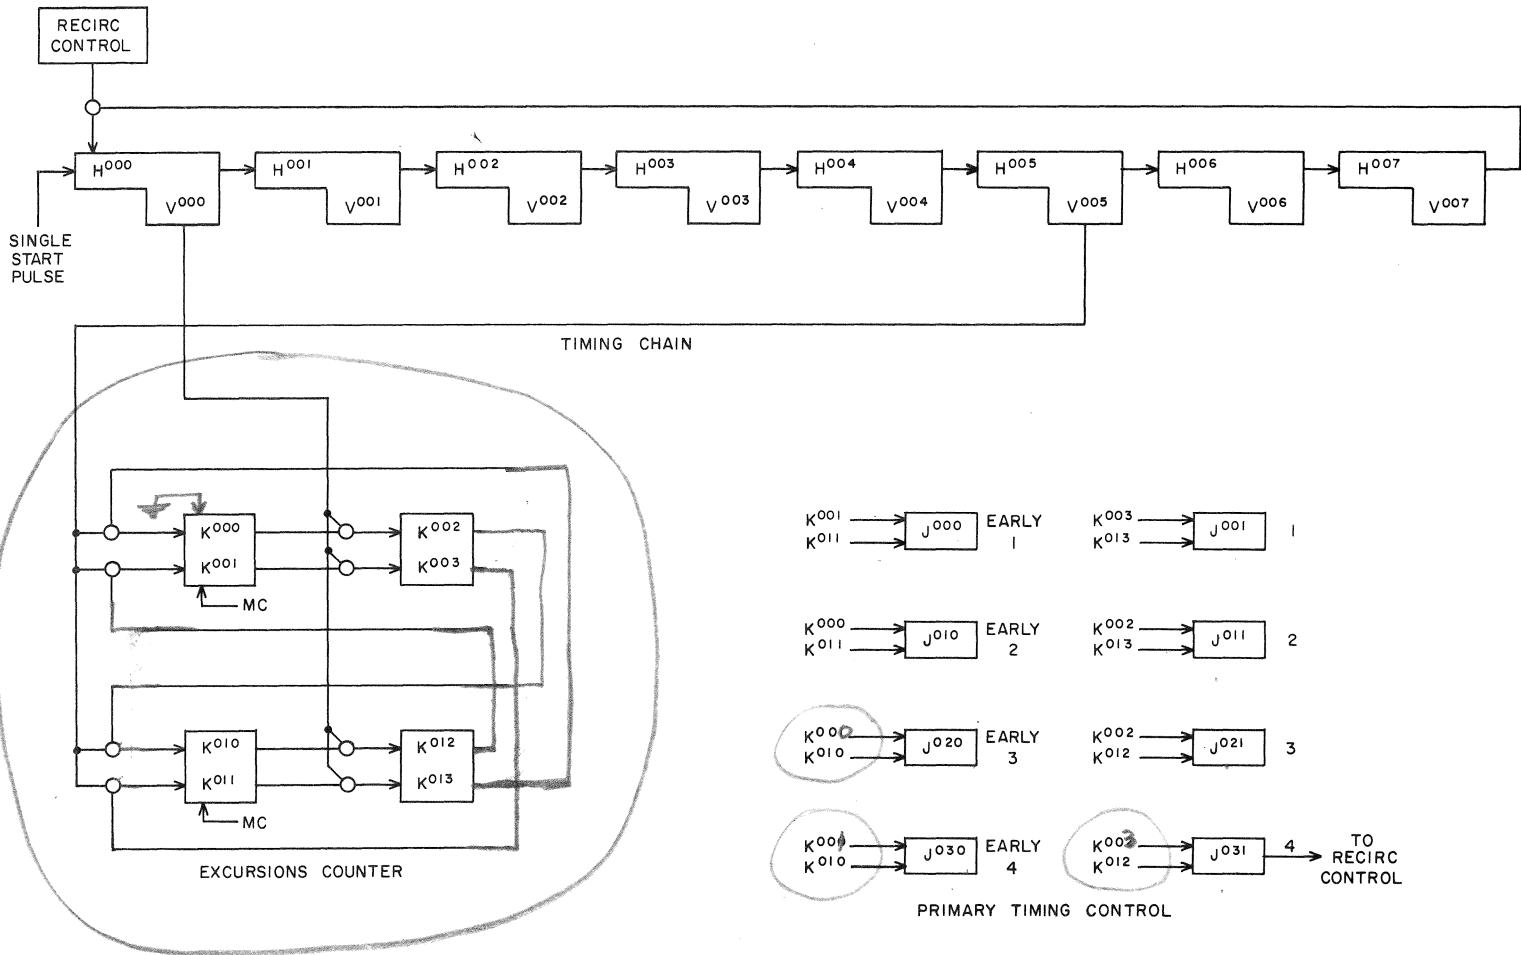 RECIRC
CONTROL
H000
H001
H002
H003
H004
H005
H006
H007
V000
V001
V002
V003
V004
V005
V006
V007
SINGLE
START
PULSE
TIMING CHAIN
K000
K001
MC
K002
K003
K010
K011
MC
K012
K013
EXCURSIONS COUNTER
K001
K011
J000
EARLY
1
K003
K013
J001
1
K000
K011
J010
EARLY
2
K002
K013
J011
2
K000
K010
J020
EARLY
3
K002
K012
J021
3
K001
K010
J030
EARLY
4
K003
K012
J031
4
TO
RECIRC
CONTROL
PRIMARY TIMING CONTROL